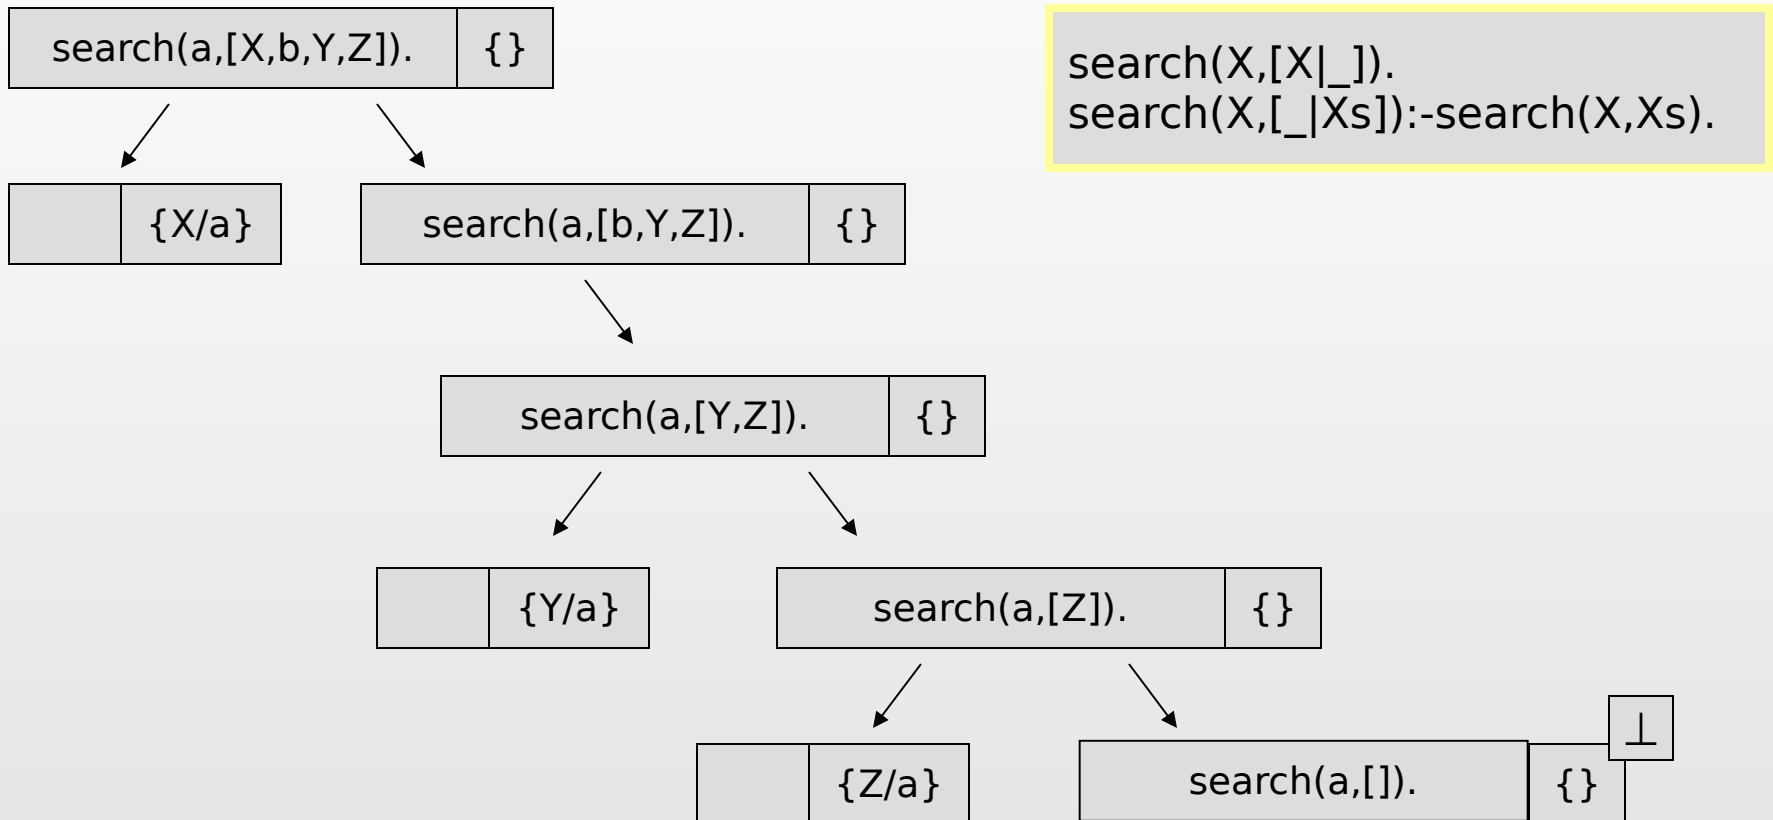 search(a,[X,b,Y,Z]). {}
search(X,[X|_]).
search(X,[_|Xs]):-search(X,Xs).
{X/a}
search(a,[b,Y,Z]). {}
search(a,[Y,Z]). {}
{Y/a}
search(a,[Z]). {}
{Z/a}
search(a,[]). {}
⊥